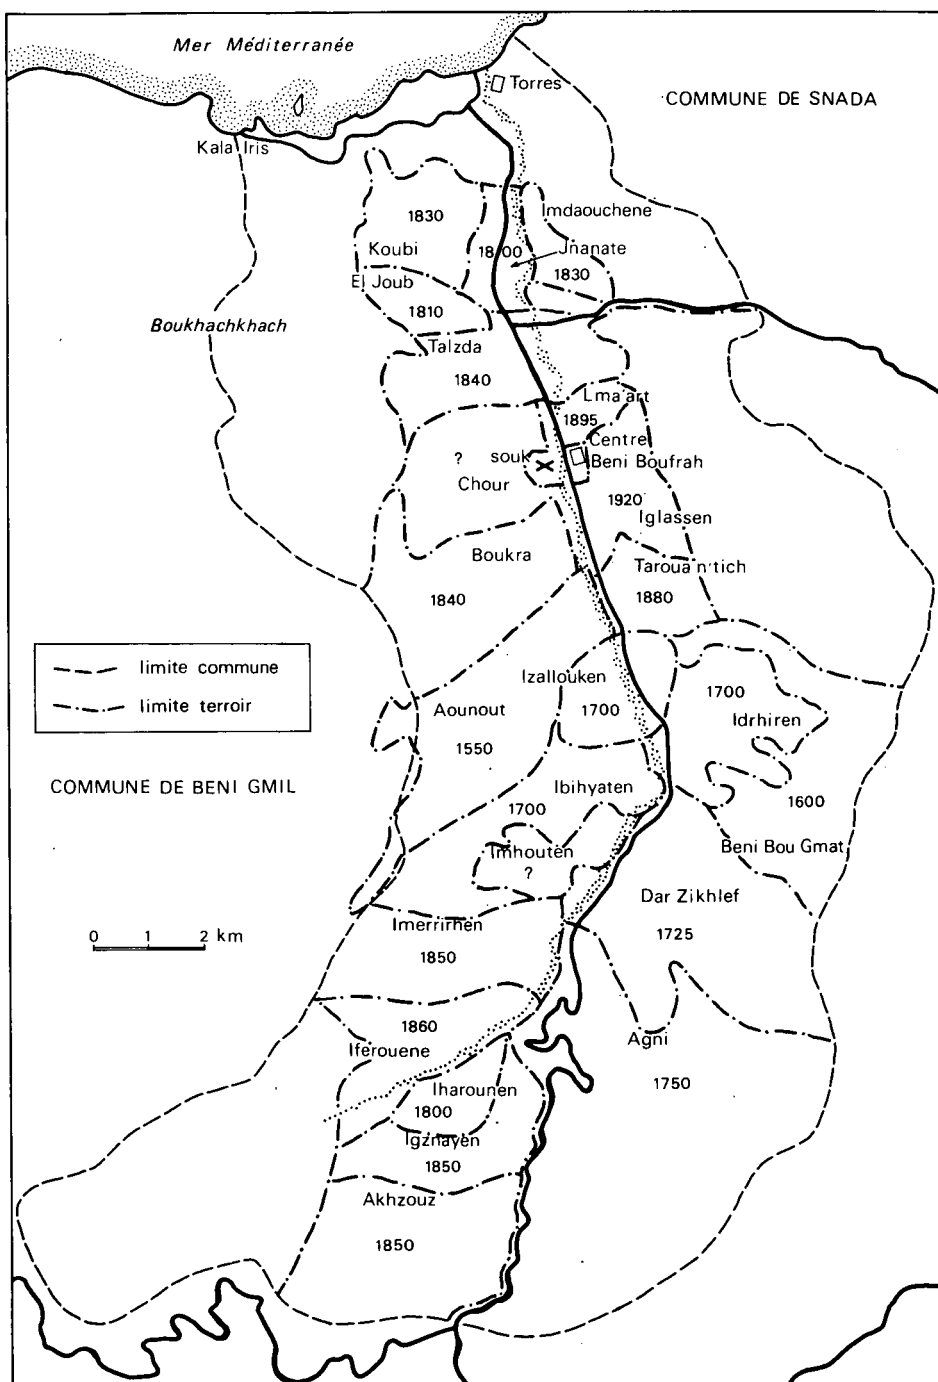 Mer Méditerranée
Torres
COMMUNE DE SNADA
Kala Iris
Imdaouchene
1830
Koubi
1800
Jnanate
1830
El Joub
1810
Boukhachkhach
Talzda
1840
Lma'art
1895
Centre
Beni Boufrah
? souk
Chour
1920
Iglassen
Boukra
1840
Taroua n'tich
1880
limite commune
limite terroir
Izallouken
1700
1700
Idrhiren
Aounout
1550
COMMUNE DE BENI GMIL
Ibihyaten
1700
1600
Beni Bou Gmat
Imhouten
?
Dar Zikhlef
1725
Imerrirhen
1850
0 1 2 km
1860
Iferouene
Agni
1750
Iharounen
1800
Igznayen
1850
Akhzouz
1850